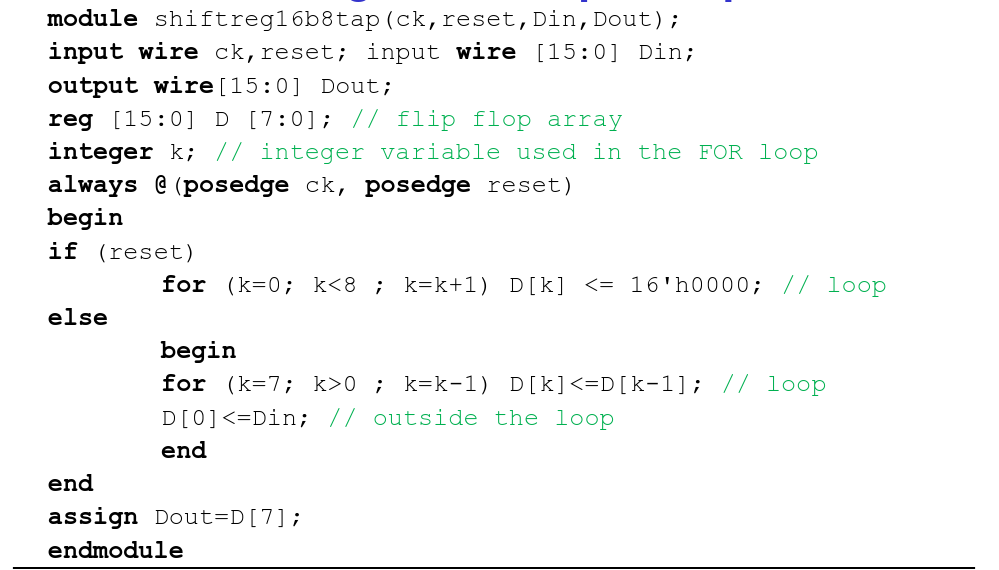 module shiftreg16b8tap(ck,reset,Din,Dout);
input wire ck,reset; input wire [15:0] Din;
output wire[15:0] Dout;
reg [15:0] D [7:0]; // flip flop array
integer k; // integer variable used in the FOR loop
always @(posedge ck, posedge reset)
begin
if (reset)
for (k=0; k<8 ; k=k+1) D[k] <= 16'h0000; // loop
else
begin
for (k=7; k>0 ; k=k-1) D[k]<=D[k-1]; // loop
D[0]<=Din; // outside the loop
end
end
assign Dout=D[7];
endmodule